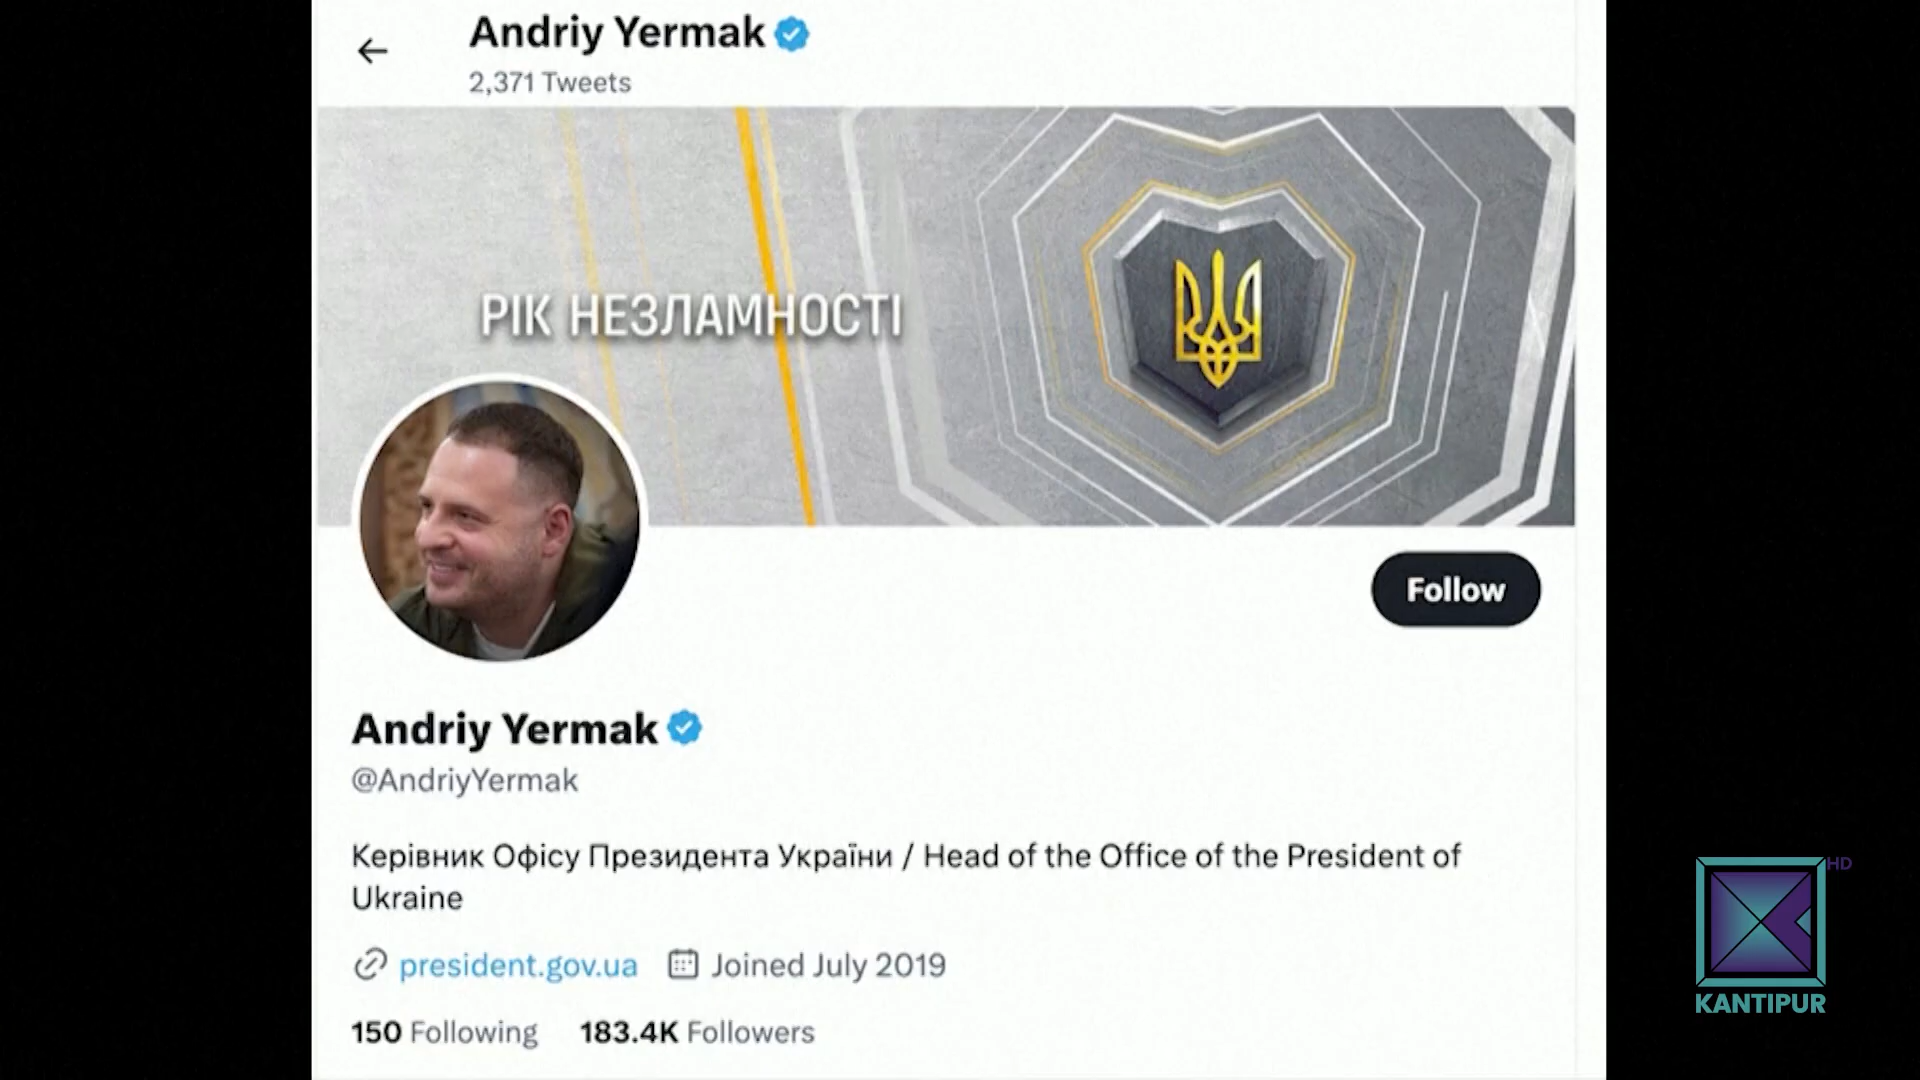 Andriy Yermak
2,371 Tweets
РІК НЕЗЛАМНОСТІ
Follow
Andriy Yermak
@AndriyYermak
Керівник Офісу Президента України / Head of the Office of the President of
Ukraine
president.gov.ua Joined July 2019
150 Following 183.4K Followers
HD
KANTIPUR